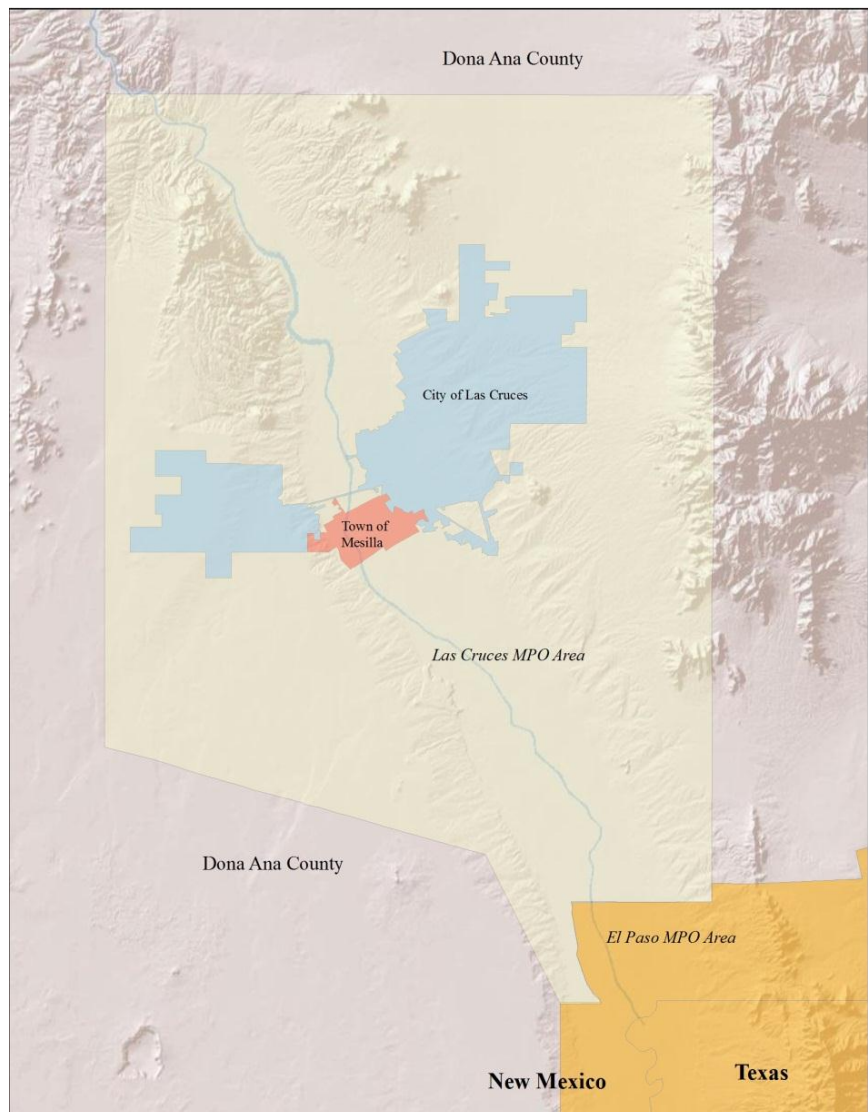 Dona Ana County
City of Las Cruces
Town of
Mesilla
Las Cruces MPO Area
Dona Ana County
El Paso MPO Area
New Mexico
Texas